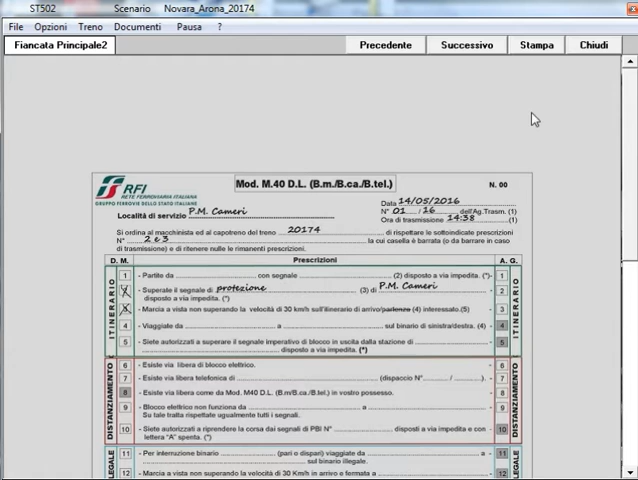 ST502 Scenario Novara_Arona_20174
File Opzioni Treno Documenti Pausa ?
Fiancata Principale2 Precedente Successivo Stampa Chiudi
RFI
RETE FERROVIARIA ITALIANA
GRUPPO FERROVIE DELLO STATO ITALIANE
Mod. M.40 D.L. (B.m./B.ca./B.tel.) N. 00
Data 14/05/2016
Località di servizio P.M. Cameri N° 01 / 16 dell'Ag.Trasm. (1)
Ora di trasmissione 14:38 (1)
Si ordina al macchinista ed al capotreno del treno 20174 di rispettare le sottoindicate prescrizioni
N° 2 e 3 la cui casella è barrata (o da barrare in caso
di trasmissione) e di ritenere nulle le rimanenti prescrizioni.
D. M. Prescrizioni A. G.
ITINERARIO
1 - Partite da con segnale (2) disposto a via impedita. (*)- 1
X - Superate il segnale di protezione (3) di P.M. Cameri - 2
disposto a via impedita. (*)
X - Marcia a vista non superando la velocità di 30 km/h sull'itinerario di arrivo/partenza (4) interessato.(5) 3
4 - Viaggiate da a sul binario di sinistra/destra. (4) - 4
5 - Siete autorizzati a superare il segnale imperativo di blocco in uscita dalla stazione di 5
disposto a via impedita. (*)
ITINERARIO
DISTANZIAMENTO
6 - Esiste via libera di blocco elettrico. - 6
7 - Esiste via libera telefonica di (dispaccio N° / ). - 7
8 - Esiste via libera come da Mod. M40 D.L. (B.m/B.ca./B.tel.) in vostro possesso. - 8
9 - Blocco elettrico non funziona da a - 9
Su tale tratto rispettate ugualmente tutti i segnali.
10 - Siete autorizzati a riprendere la corsa dai segnali di PBI N° disposti a via impedita e con - 10
lettera "A" spenta. (*)
DISTANZIAMENTO
11 - Per interruzione binario (pari o dispari) viaggiate da a - 11
sul binario illegale.
12 - Marcia a vista non superando la velocità di 30 Km/h in arrivo e fermata a - 12